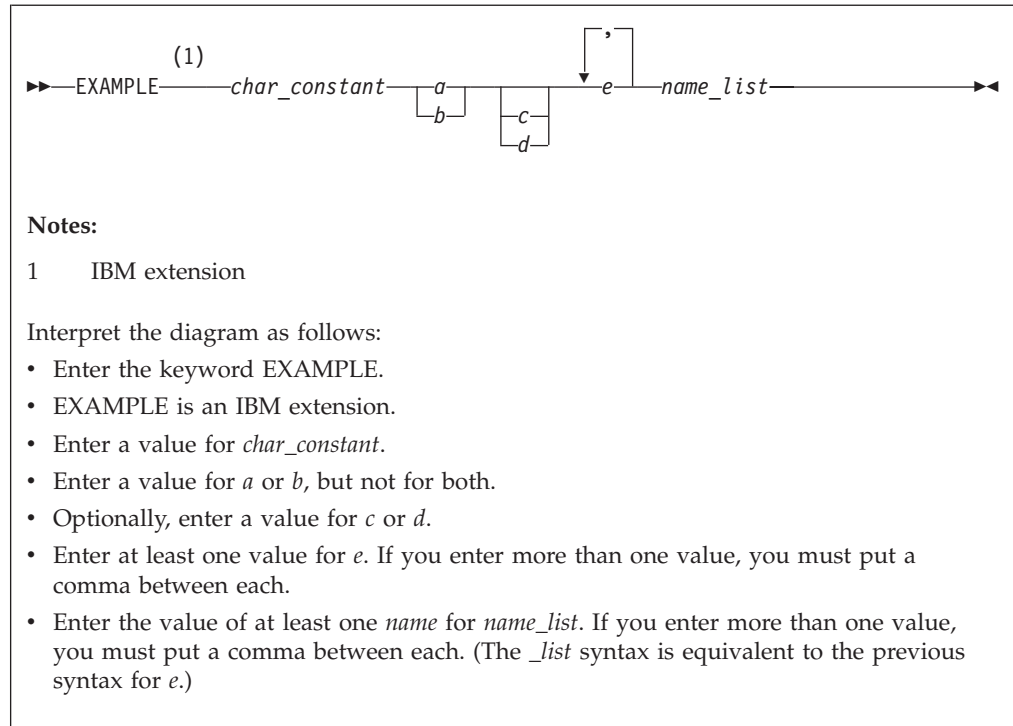 ,
(1)
EXAMPLE char_constant a e name_list
b c
d
Notes:
1 IBM extension
Interpret the diagram as follows:
• Enter the keyword EXAMPLE.
• EXAMPLE is an IBM extension.
• Enter a value for char_constant.
• Enter a value for a or b, but not for both.
• Optionally, enter a value for c or d.
• Enter at least one value for e. If you enter more than one value, you must put a
comma between each.
• Enter the value of at least one name for name_list. If you enter more than one value,
you must put a comma between each. (The _list syntax is equivalent to the previous
syntax for e.)